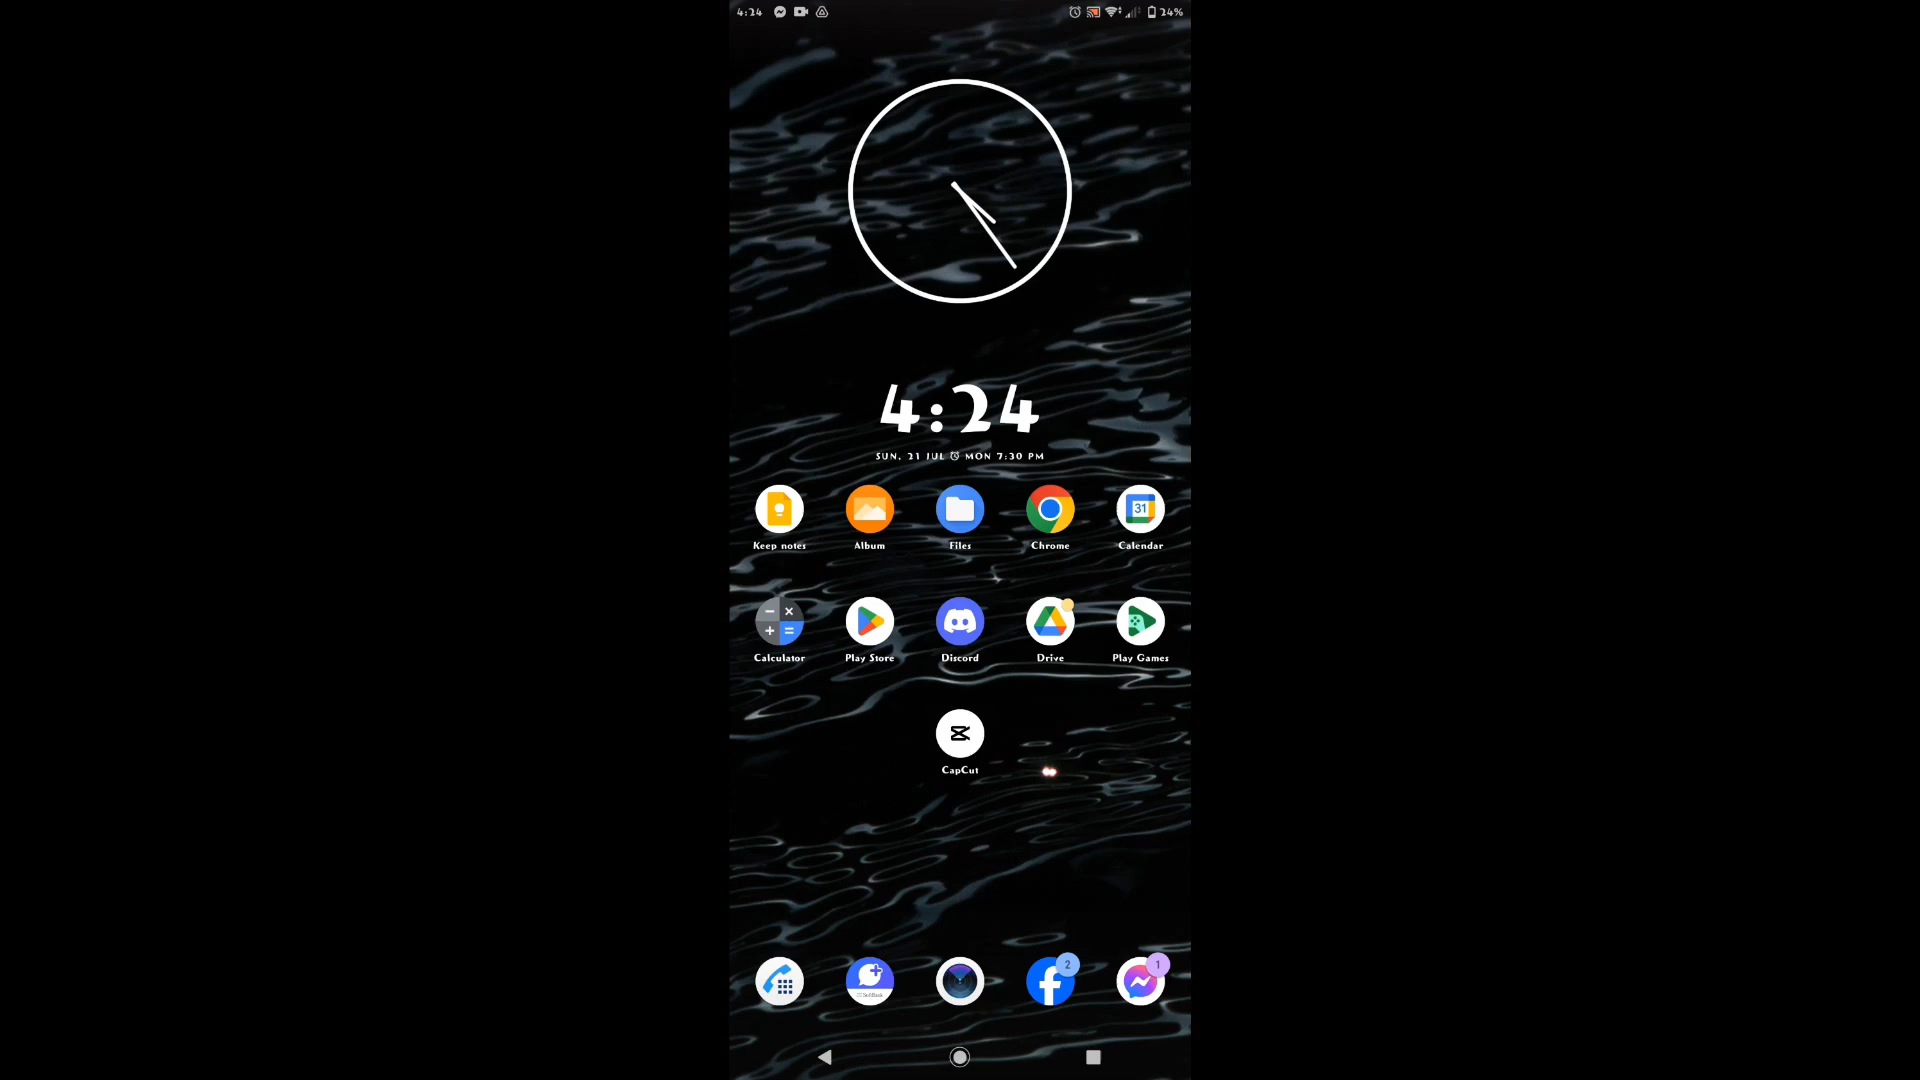 4:24 24%
4:24
SUN, 21 JUL MON 7:30 PM
31
Keep notes Album Files Chrome Calendar
Calculator Play Store Discord Drive Play Games
CapCut
2 1
SoftBank